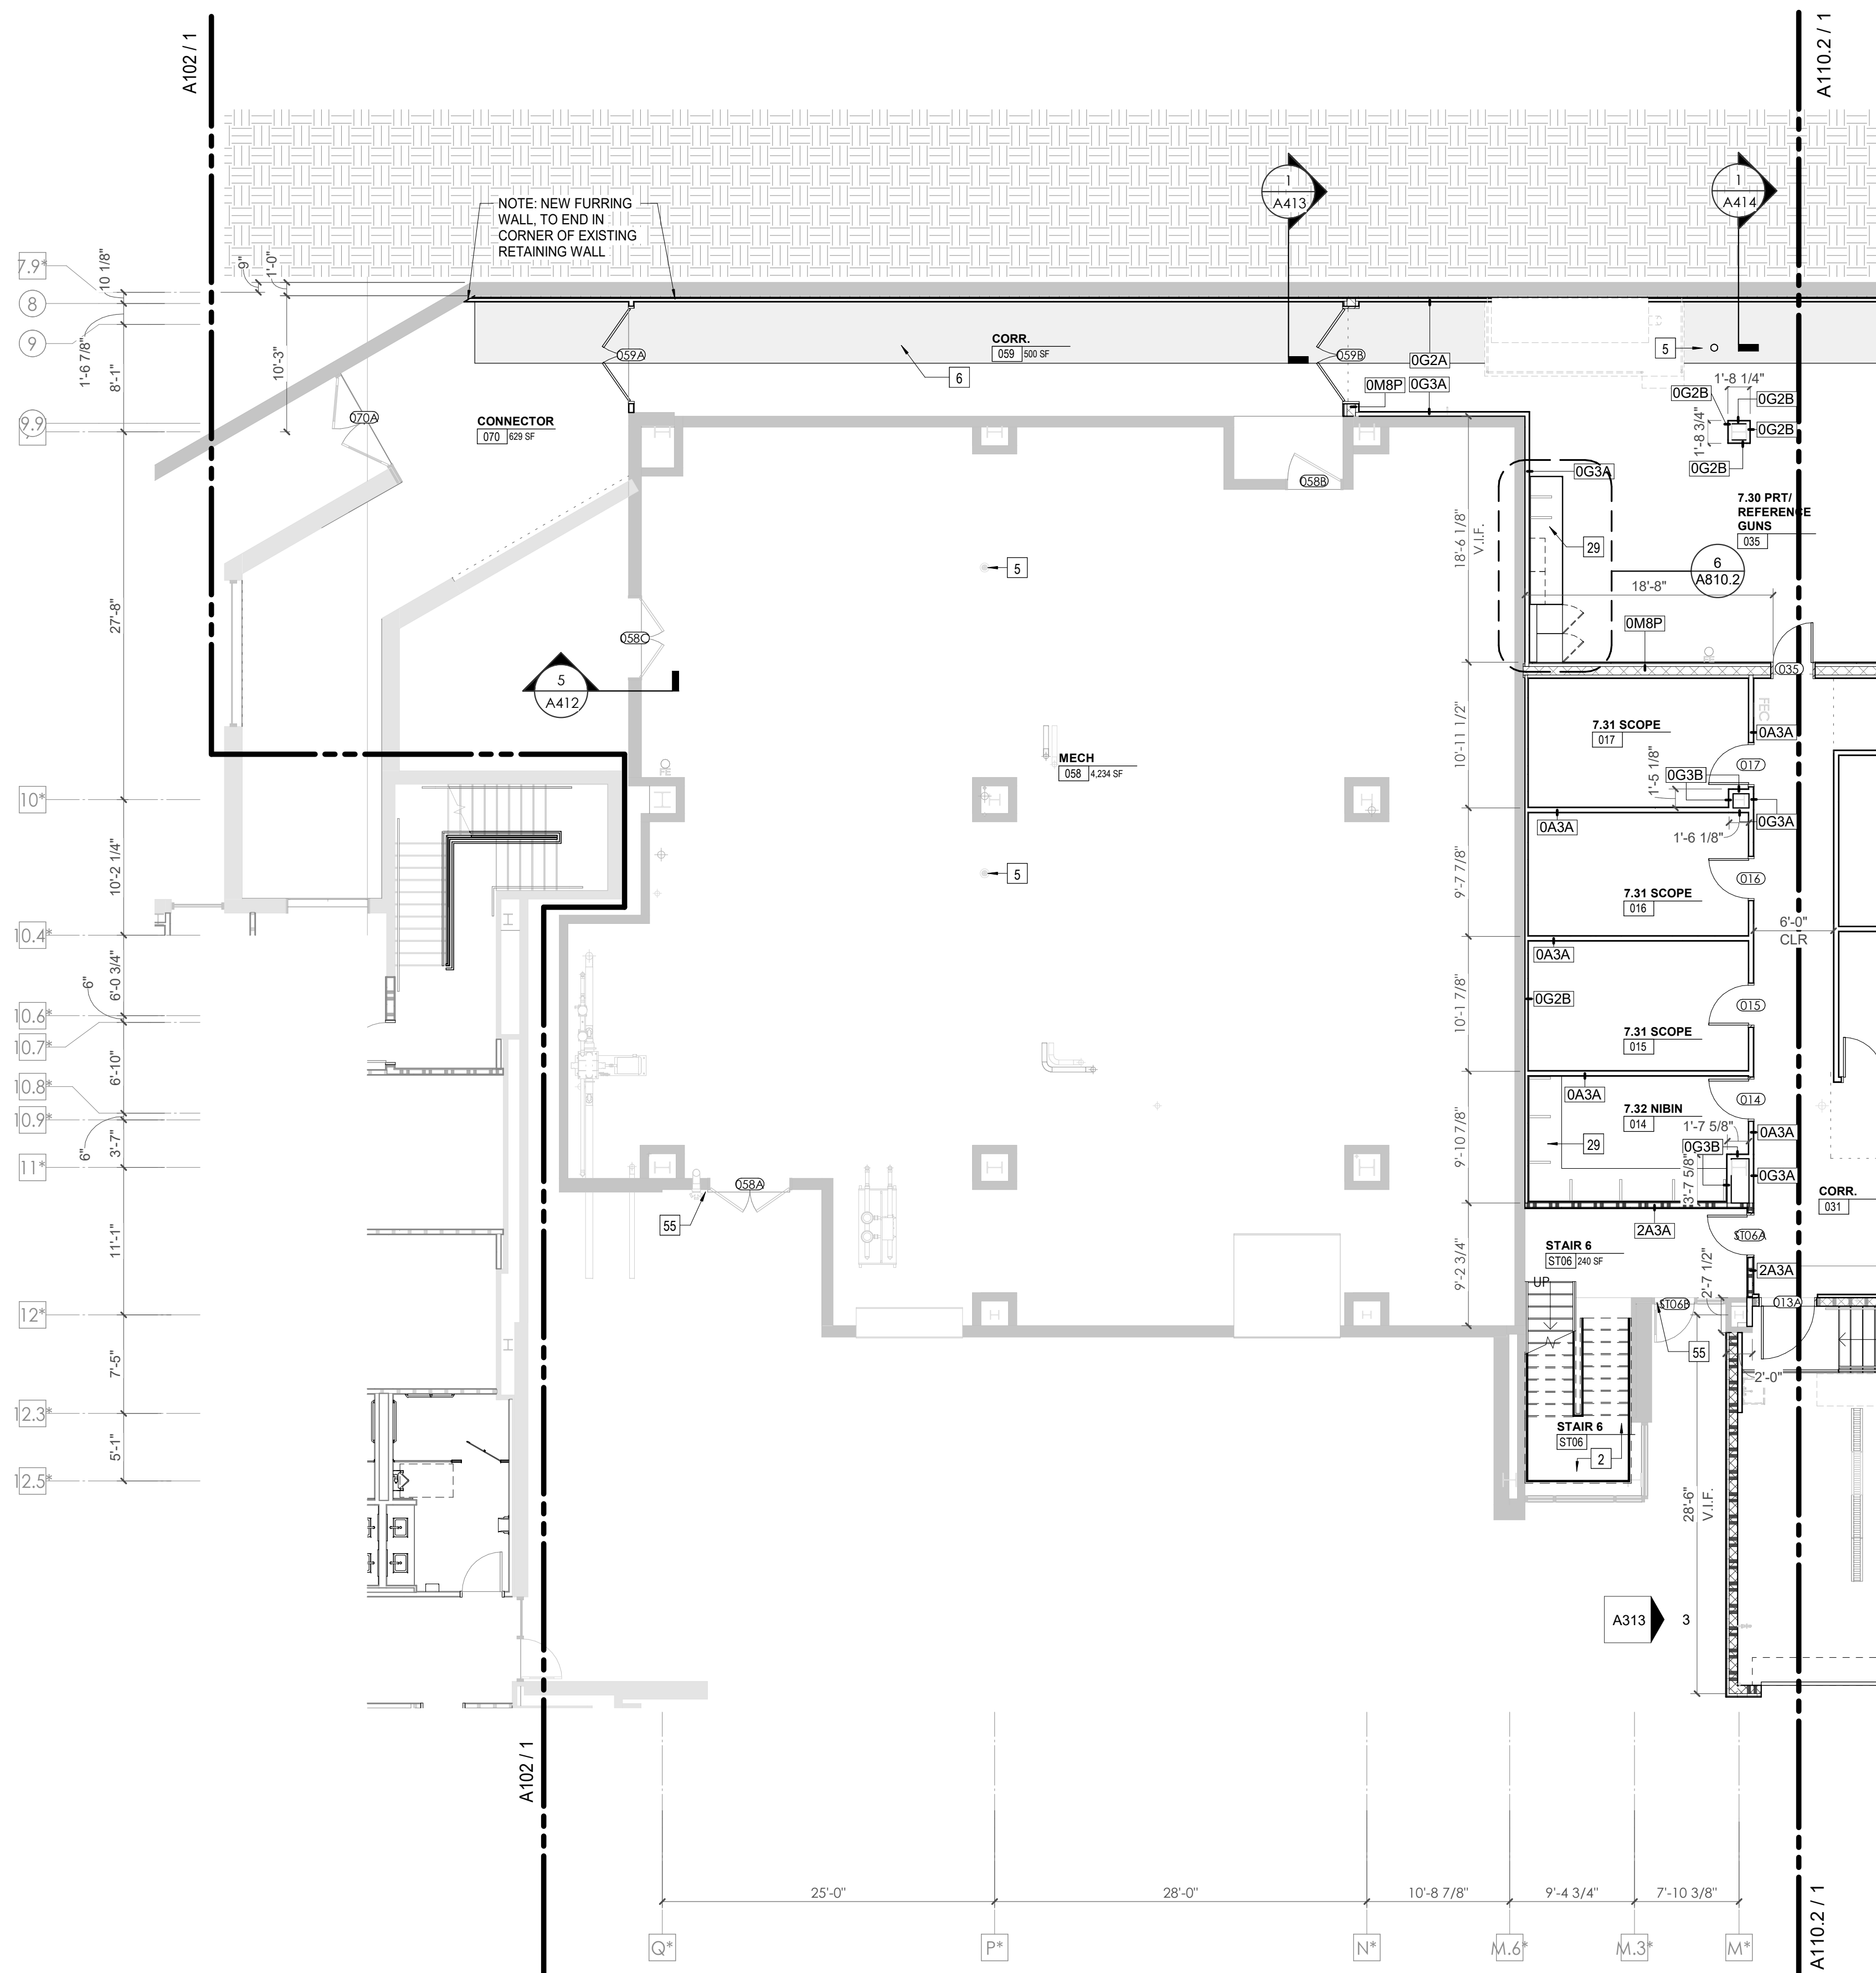 A102 / 1
A110.2 / 1
NOTE: NEW FURRING
WALL, TO END IN
CORNER OF EXISTING
RETAINING WALL
1
A413
1
A414
7.9*
8
9
9.9
10 1/8"
9"
1'-0"
1'-6 7/8"
8'-1"
10'-3"
059A
CORR.
059
500 SF
6
059B
0G2A
0M8P
0G3A
5
1'-8 1/4"
0G2B
0G2B
0G2B
0G2B
1'-8 3/4"
070A
CONNECTOR
070
629 SF
058B
0G3A
7.30 PRT/
REFERENCE
GUNS
035
18'-6 1/8"
V.I.F.
29
6
A810.2
18'-8"
0M8P
035
5
27'-8"
058C
5
A412
FEC
7.31 SCOPE
017
0A3A
017
10'-11 1/2"
1'-5 1/8"
0G3B
0G3A
1'-6 1/8"
MECH
058
4,234 SF
FE
10*
0A3A
10'-2 1/4"
9'-7 7/8"
016
7.31 SCOPE
016
5
6'-0"
CLR
10.4*
0A3A
6'-0 3/4"
6"
10.6*
10.7*
0G2B
10'-1 7/8"
015
7.31 SCOPE
015
6'-10"
10.8*
10.9*
0A3A
014
7.32 NIBIN
014
1'-7 5/8"
0A3A
0G3B
29
3'-7"
6"
11*
9'-10 7/8"
3'-7 5/8"
0G3A
CORR.
031
058A
55
2A3A
ST06A
11'-1"
STAIR 6
ST06
240 SF
9'-2 3/4"
2A3A
2'-7 1/2"
UP
ST06B
013A
12*
55
7'-5"
2'-0"
12.3*
STAIR 6
ST06
2
5'-1"
12.5*
28'-6"
V.I.F.
A313
3
A102 / 1
25'-0"
28'-0"
10'-8 7/8"
9'-4 3/4"
7'-10 3/8"
Q*
P*
N*
M.6*
M.3*
M*
A110.2 / 1